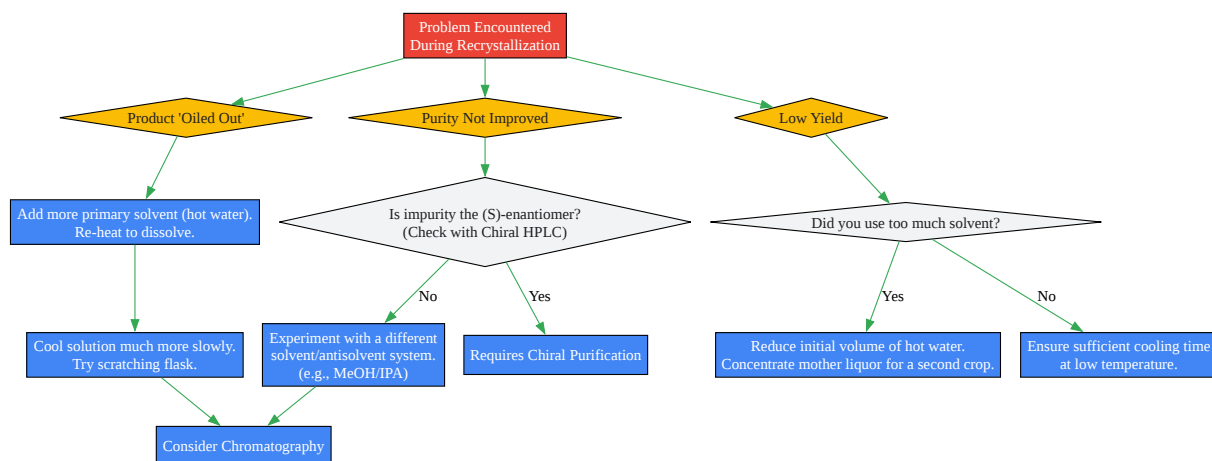 Problem Encountered
During Recrystallization
Product 'Oiled Out'
Purity Not Improved
Low Yield
Add more primary solvent (hot water).
Re-heat to dissolve.
Is impurity the (S)-enantiomer?
(Check with Chiral HPLC)
Did you use too much solvent?
No
Yes
Yes
No
Cool solution much more slowly.
Try scratching flask.
Experiment with a different
solvent/antisolvent system.
(e.g., MeOH/IPA)
Requires Chiral Purification
Reduce initial volume of hot water.
Concentrate mother liquor for a second crop.
Ensure sufficient cooling time
at low temperature.
Consider Chromatography